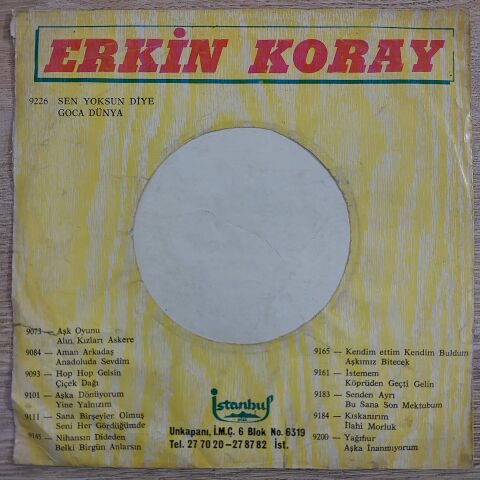 ERKİN KORAY
9226 SEN YOKSUN DİYE
GOCA DÜNYA
9073 — Aşk Oyunu
Alın Kızları Askere
9084 — Aman Arkadaş
Anadoluda Sevdim
9093 — Hop Hop Gelsin
Çiçek Dağı
9101 — Aşka Dönüyorum
Yine Yalnızım
9111 — Sana Birşeyler Olmuş
Seni Her Gördüğümde
9145 — Nihansın Dideden
Belki Birgün Anlarsın
istanbul
Unkapanı, İ.M.Ç. 6 Blok No. 6319
Tel. 27 70 20 - 27 87 82 İst.
9165 — Kendim ettim Kendim Buldum
Aşkımız Bitecek
9161 — İstemem
Köprüden Geçti Gelin
9183 — Senden Ayrı
Bu Sana Son Mektubum
9184 — Kıskanırım
İlahi Morluk
9200 — Yağmur
Aşka İnanmıyorum